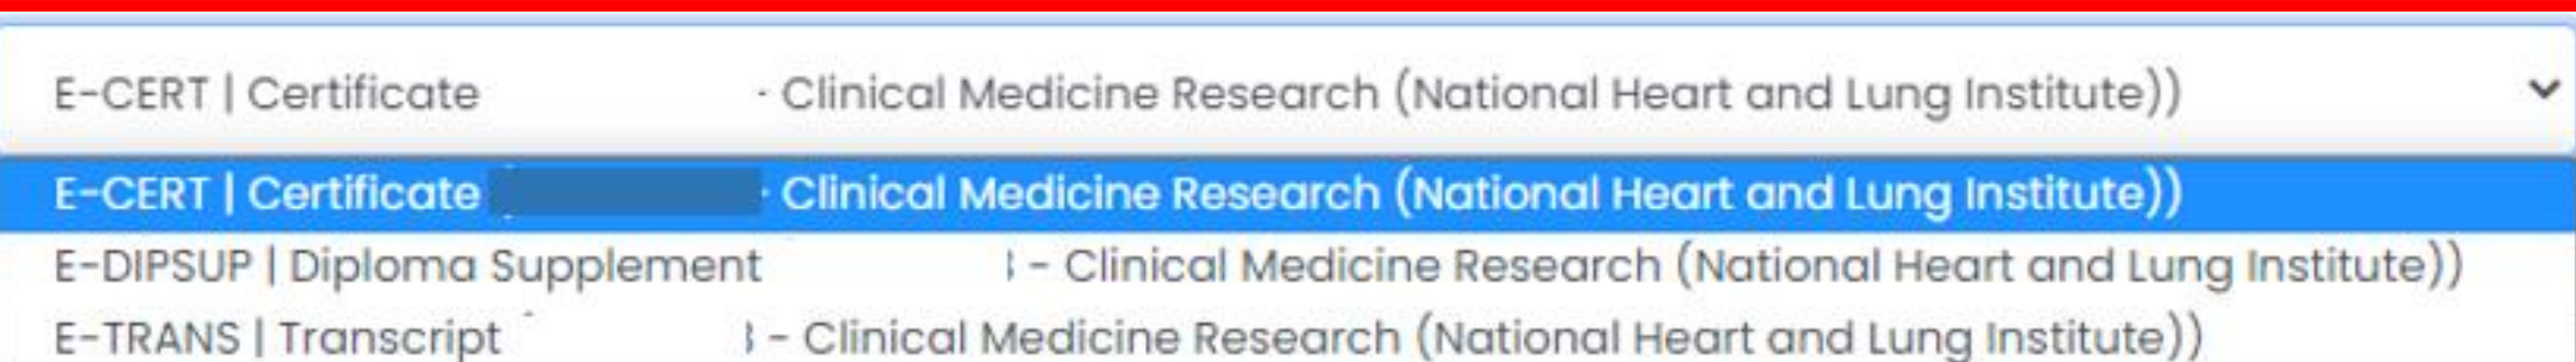 E-CERT | Certificate - Clinical Medicine Research (National Heart and Lung Institute))
E-CERT | Certificate - Clinical Medicine Research (National Heart and Lung Institute))
E-DIPSUP | Diploma Supplement - Clinical Medicine Research (National Heart and Lung Institute))
E-TRANS | Transcript - Clinical Medicine Research (National Heart and Lung Institute))